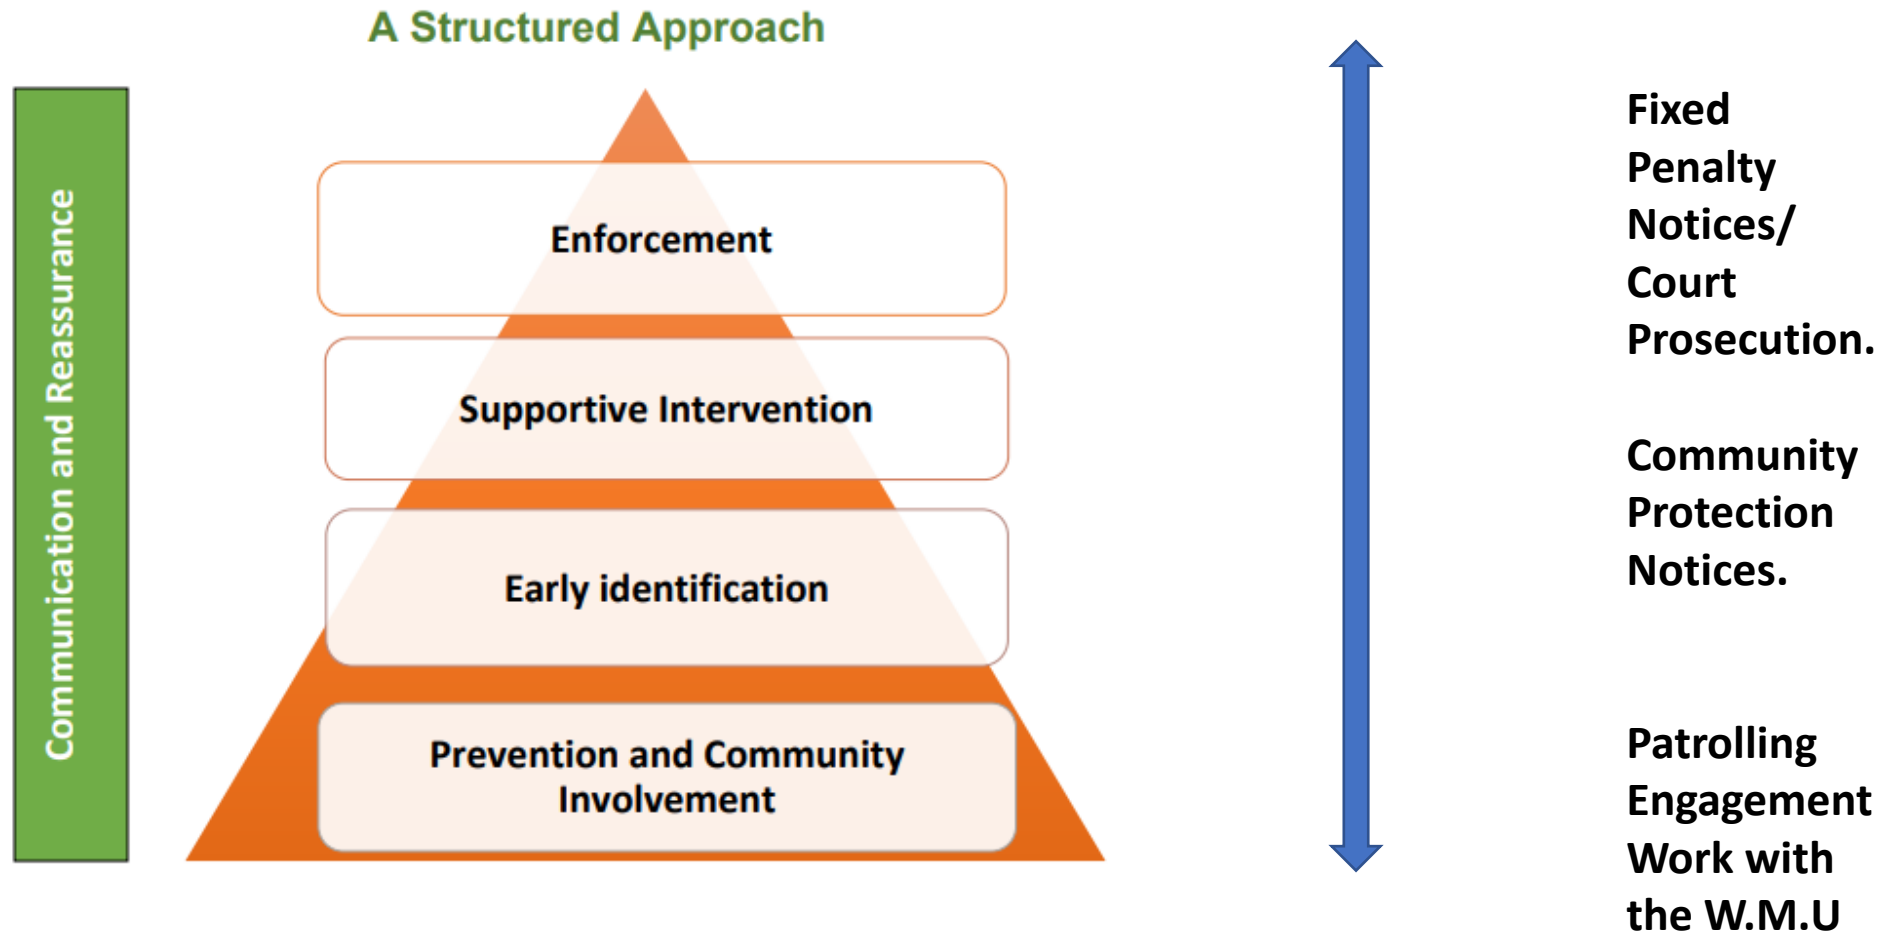 A Structured Approach
Communication and Reassurance
Enforcement
Supportive Intervention
Early identification
Prevention and Community
Involvement
Fixed
Penalty
Notices/
Court
Prosecution.
Community
Protection
Notices.
Patrolling
Engagement
Work with
the W.M.U